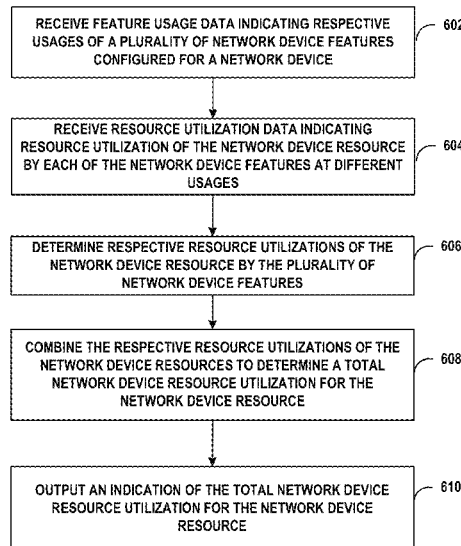 RECEIVE FEATURE USAGE DATA INDICATING RESPECTIVE
USAGES OF A PLURALITY OF NETWORK DEVICE FEATURES
CONFIGURED FOR A NETWORK DEVICE
602
RECEIVE RESOURCE UTILIZATION DATA INDICATING
RESOURCE UTILIZATION OF THE NETWORK DEVICE RESOURCE
BY EACH OF THE NETWORK DEVICE FEATURES AT DIFFERENT
USAGES
604
DETERMINE RESPECTIVE RESOURCE UTILIZATIONS OF THE
NETWORK DEVICE RESOURCE BY THE PLURALITY OF
NETWORK DEVICE FEATURES
606
COMBINE THE RESPECTIVE RESOURCE UTILIZATIONS OF THE
NETWORK DEVICE RESOURCES TO DETERMINE A TOTAL
NETWORK DEVICE RESOURCE UTILIZATION FOR THE
NETWORK DEVICE RESOURCE
608
OUTPUT AN INDICATION OF THE TOTAL NETWORK DEVICE
RESOURCE UTILIZATION FOR THE NETWORK DEVICE
RESOURCE
610